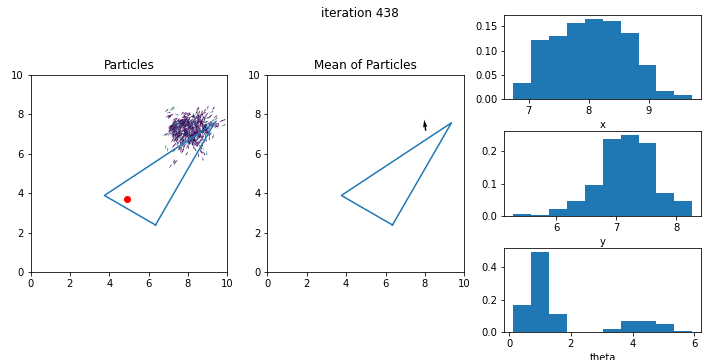 iteration 438
Particles
10
8
6
4
2
0
0 2 4 6 8 10
Mean of Particles
10
8
6
4
2
0
0 2 4 6 8 10
0.15
0.10
0.05
0.00
7 8 9
x
0.2
0.1
0.0
6 7 8
y
0.4
0.2
0.0
0 2 4 6
theta